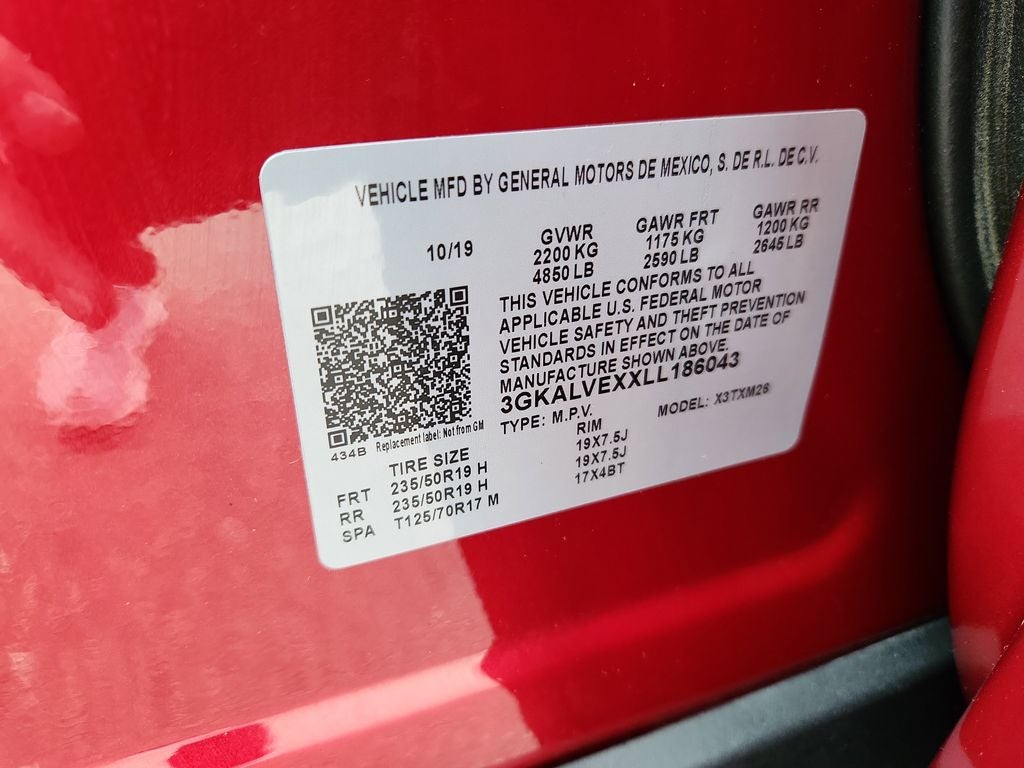 VEHICLE MFD BY GENERAL MOTORS DE MEXICO, S. DE R.L. DE C.V.
10/19 GVWR GAWR FRT GAWR RR
2200 KG 1175 KG 1200 KG
4850 LB 2590 LB 2645 LB
THIS VEHICLE CONFORMS TO ALL
APPLICABLE U.S. FEDERAL MOTOR
VEHICLE SAFETY AND THEFT PREVENTION
STANDARDS IN EFFECT ON THE DATE OF
MANUFACTURE SHOWN ABOVE.
3GKALVEXXLL186043
TYPE: M.P.V. MODEL: X3TXM26
Replacement label: Not from GM
434B
TIRE SIZE RIM
FRT 235/50R19 H 19X7.5J
RR 235/50R19 H 19X7.5J
SPA T125/70R17 M 17X4BT